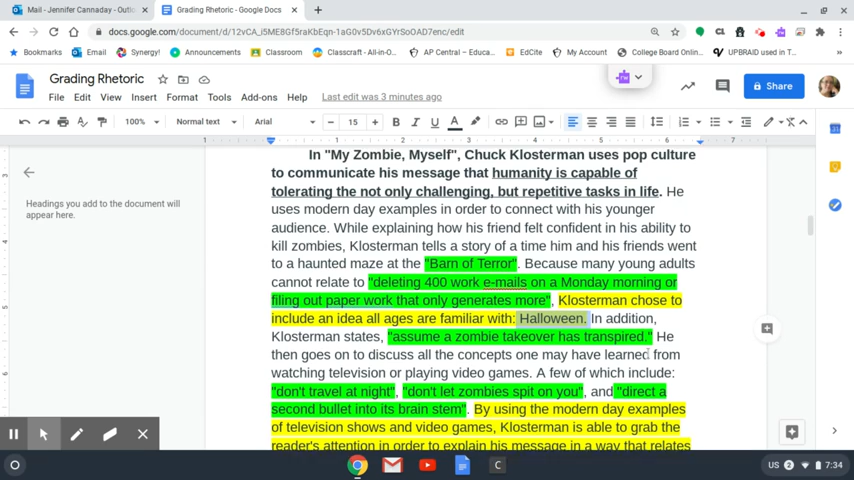 Mail - Jennifer Cannaday - Outlo
Grading Rhetoric - Google Docs
docs.google.com/document/d/12vCA_i5ME8Gf5raKbEqn-1aG0v5Dv6xGYrSoOAD7enc/edit
Bookmarks
Email
Synergy!
Announcements
Classroom
Classcraft - All-in-O...
AP Central – Educa...
EdCite
My Account
College Board Onlin...
UPBRAID used in T...
Grading Rhetoric
File Edit View Insert Format Tools Add-ons Help Last edit was 3 minutes ago
Share
100% Normal text Arial 15 B I U A
1 1 2 3 4 5 6 7
Headings you add to the document will
appear here.
In "My Zombie, Myself", Chuck Klosterman uses pop culture
to communicate his message that humanity is capable of
tolerating the not only challenging, but repetitive tasks in life. He
uses modern day examples in order to connect with his younger
audience. While explaining how his friend felt confident in his ability to
kill zombies, Klosterman tells a story of a time him and his friends went
to a haunted maze at the "Barn of Terror". Because many young adults
cannot relate to "deleting 400 work e-mails on a Monday morning or
filing out paper work that only generates more", Klosterman chose to
include an idea all ages are familiar with: Halloween. In addition,
Klosterman states, "assume a zombie takeover has transpired." He
then goes on to discuss all the concepts one may have learned from
watching television or playing video games. A few of which include:
"don't travel at night", "don't let zombies spit on you", and "direct a
second bullet into its brain stem". By using the modern day examples
of television shows and video games, Klosterman is able to grab the
reader's attention in order to explain his message in a way that relates
US 2 7:34